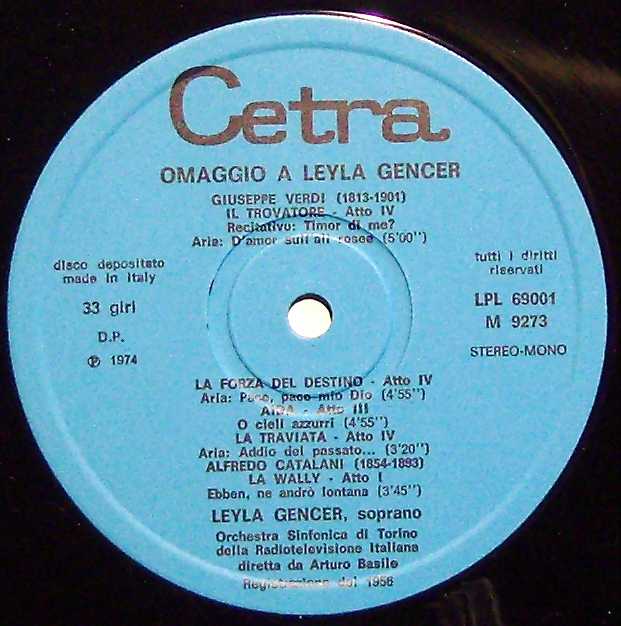 Cetra
OMAGGIO A LEYLA GENCER
GIUSEPPE VERDI (1813-1901)
IL TROVATORE - Atto IV
Recitativo: Timor di me?
Aria: D'amor sull'ali rosee (5'00'')
disco depositato
made in Italy
33 giri
D.P.
℗ 1974
tutti i diritti
riservati
LPL 69001
M 9273
STEREO-MONO
LA FORZA DEL DESTINO - Atto IV
Aria: Pace, pace mio Dio (4'55'')
AIDA - Atto III
O cieli azzurri (4'55'')
LA TRAVIATA - Atto IV
Aria: Addio del passato... (3'20'')
ALFREDO CATALANI (1854-1893)
LA WALLY - Atto I
Ebben, ne andrò lontana (3'45'')
LEYLA GENCER, soprano
Orchestra Sinfonica di Torino
della Radiotelevisione Italiana
diretta da Arturo Basile
Registrazione del 1956